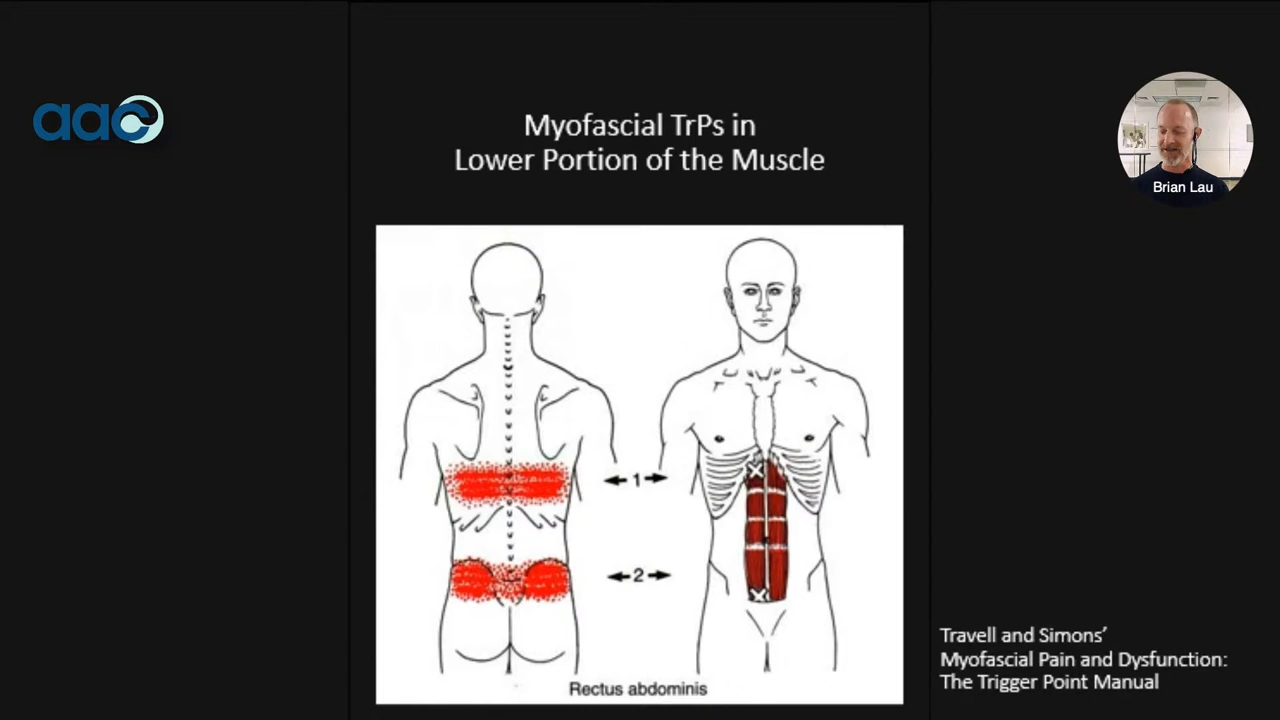 aac
Myofascial TrPs in
Lower Portion of the Muscle
Brian Lau
1
2
Rectus abdominis
Travell and Simons’
Myofascial Pain and Dysfunction:
The Trigger Point Manual